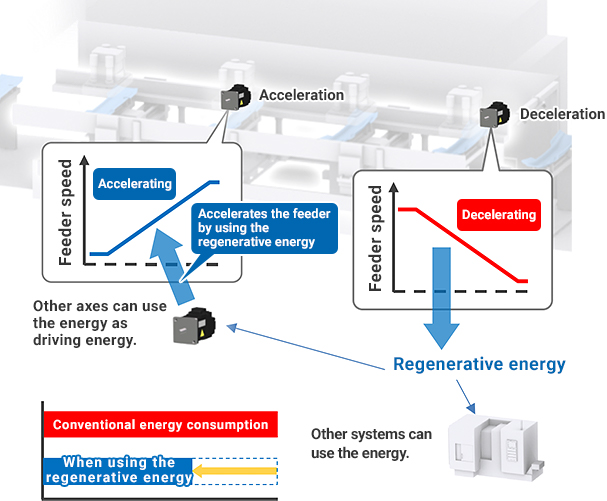 Acceleration
Deceleration
Feeder speed
Accelerating
Accelerates the feeder
by using the
regenerative energy
Feeder speed
Decelerating
Other axes can use
the energy as
driving energy.
Regenerative energy
Conventional energy consumption
When using the
regenerative energy
Other systems can
use the energy.